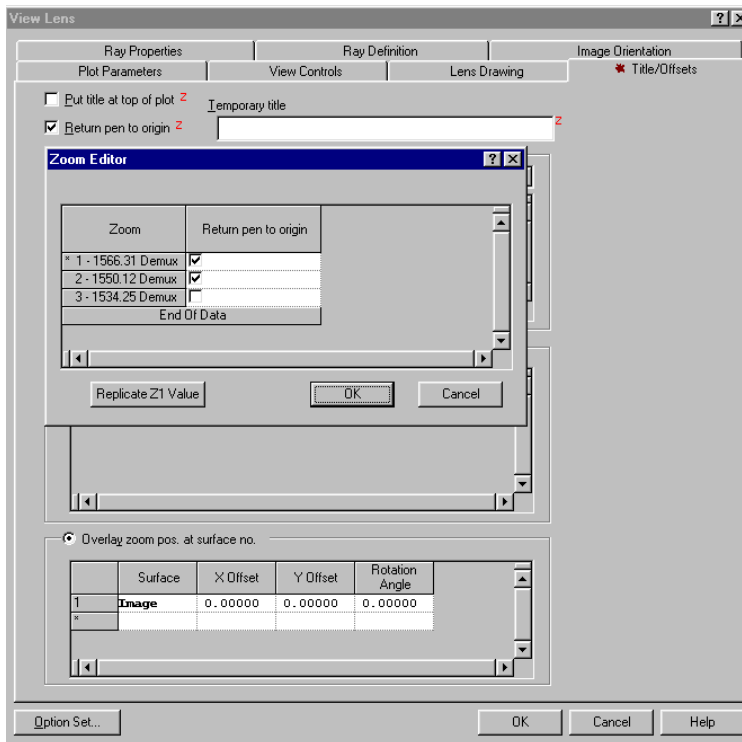 View Lens
Ray Properties Ray Definition Image Orientation
Plot Parameters View Controls Lens Drawing Title/Offsets
Put title at top of plot Z Temporary title
Return pen to origin Z Z
Zoom Editor
Zoom Return pen to origin
* 1 - 1566.31 Demux
2 - 1550.12 Demux
3 - 1534.25 Demux
End Of Data
Replicate Z1 Value OK Cancel
Overlay zoom pos. at surface no.
Surface X Offset Y Offset Rotation Angle
1 Image 0.00000 0.00000 0.00000
*
Option Set... OK Cancel Help